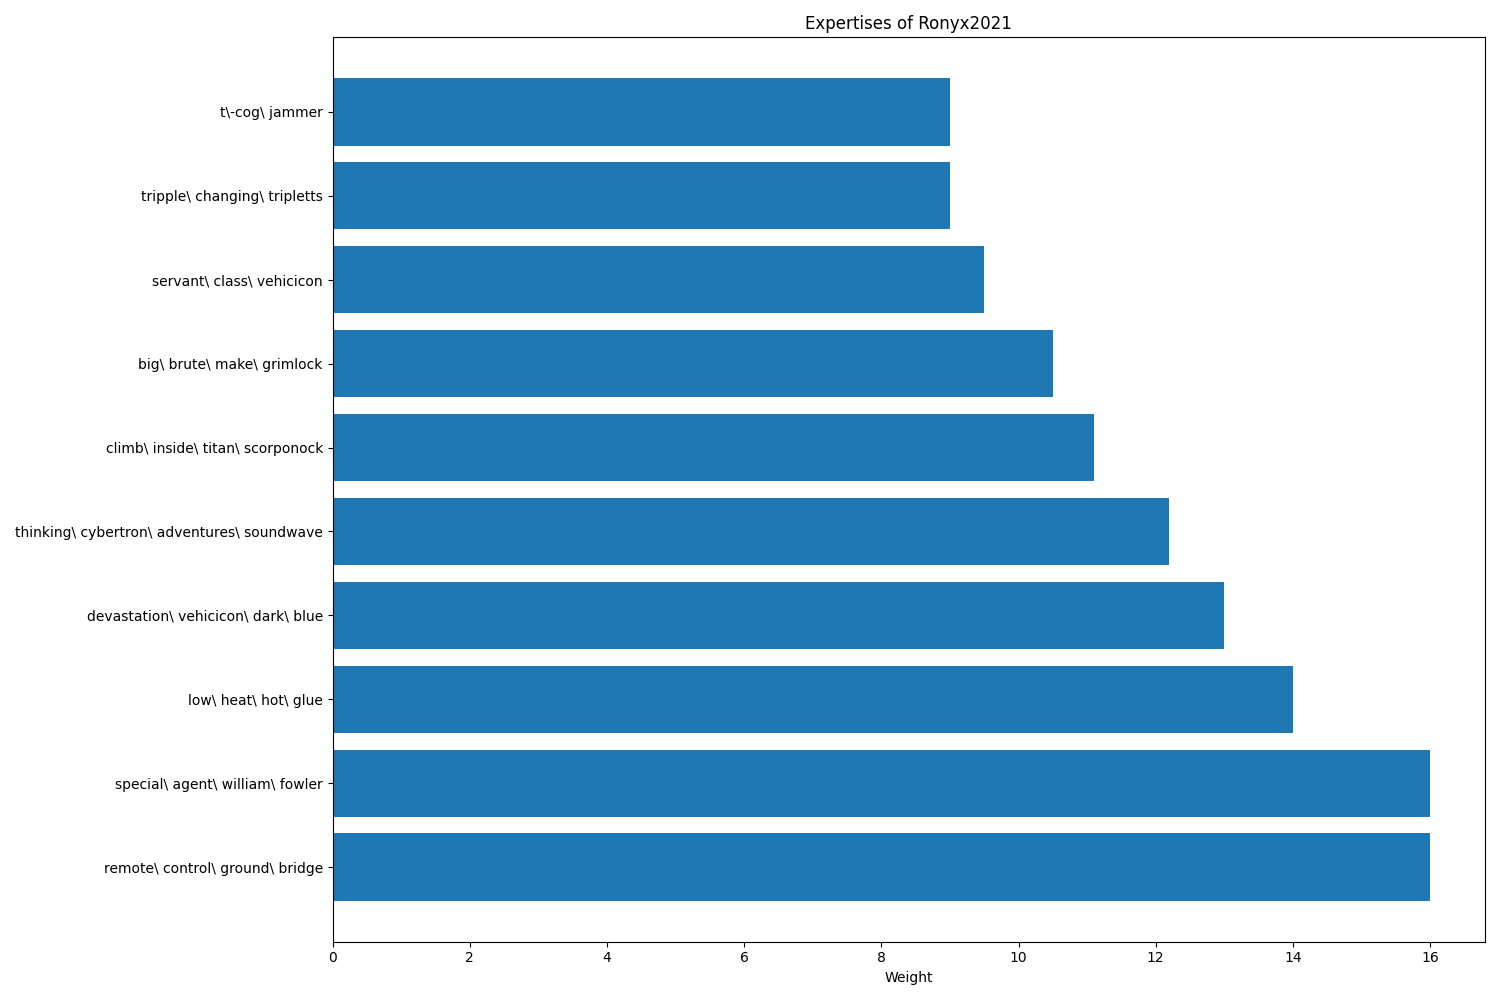 Expertises of Ronyx2021
t\-cog\ jammer
tripple\ changing\ tripletts
servant\ class\ vehicicon
big\ brute\ make\ grimlock
climb\ inside\ titan\ scorponock
thinking\ cybertron\ adventures\ soundwave
devastation\ vehicicon\ dark\ blue
low\ heat\ hot\ glue
special\ agent\ william\ fowler
remote\ control\ ground\ bridge
0 2 4 6 8 10 12 14 16
Weight